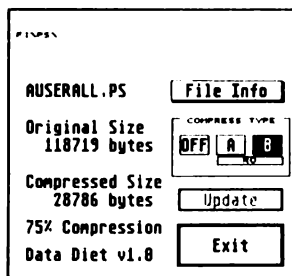 AUSERALL.PS
File Info
Original Size
118719 bytes
COMPRESS TYPE
OFF A B
Compressed Size
28786 bytes
Update
75% Compression
Data Diet v1.0
Exit